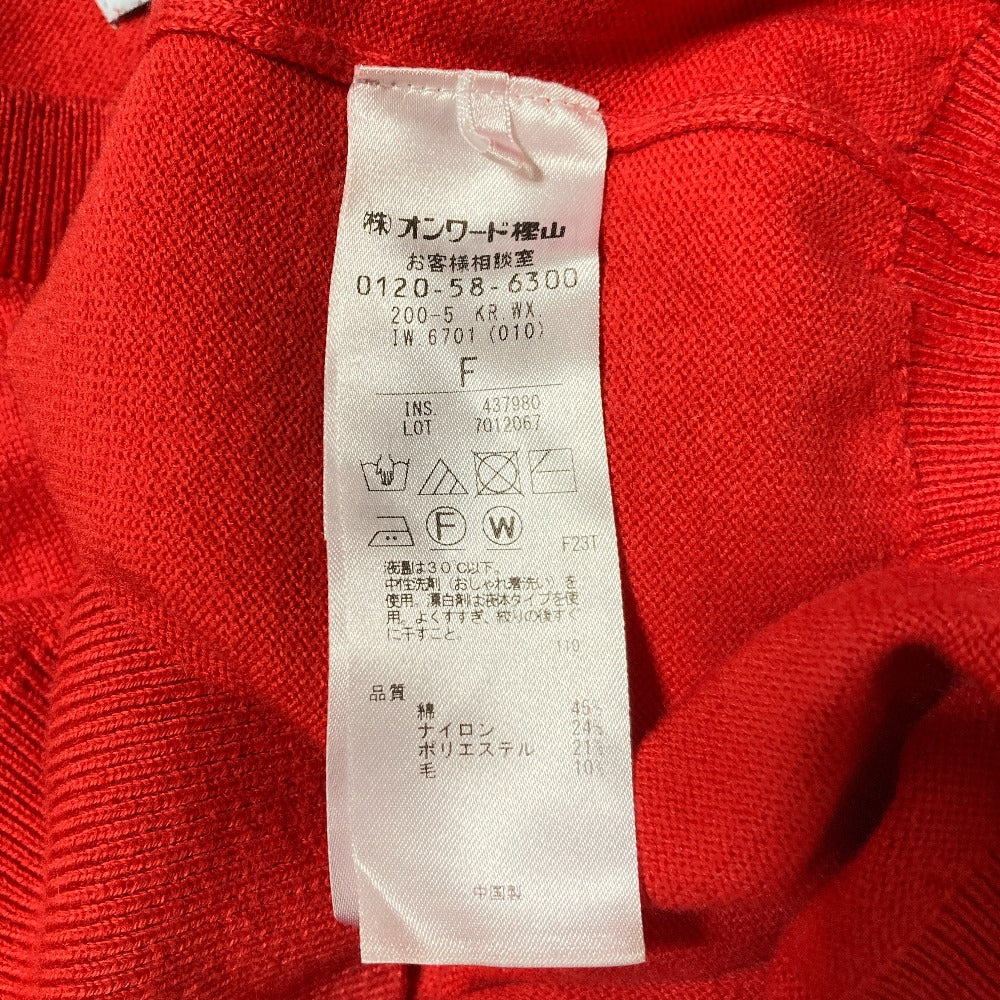 (株)オンワード樫山
お客様相談室
0120-58-6300
200-5 KR WX.
IW 6701 (010)
F
INS. 437980
LOT 7012067
F W
F23T
液温は30℃以下。
中性洗剤（おしゃれ着洗い）を
使用。漂白剤は液体タイプを使
用。よくすすぎ、絞りの後すぐ
に干すこと。
110
品質
綿 45%
ナイロン 24%
ポリエステル 21%
毛 10%
中国製